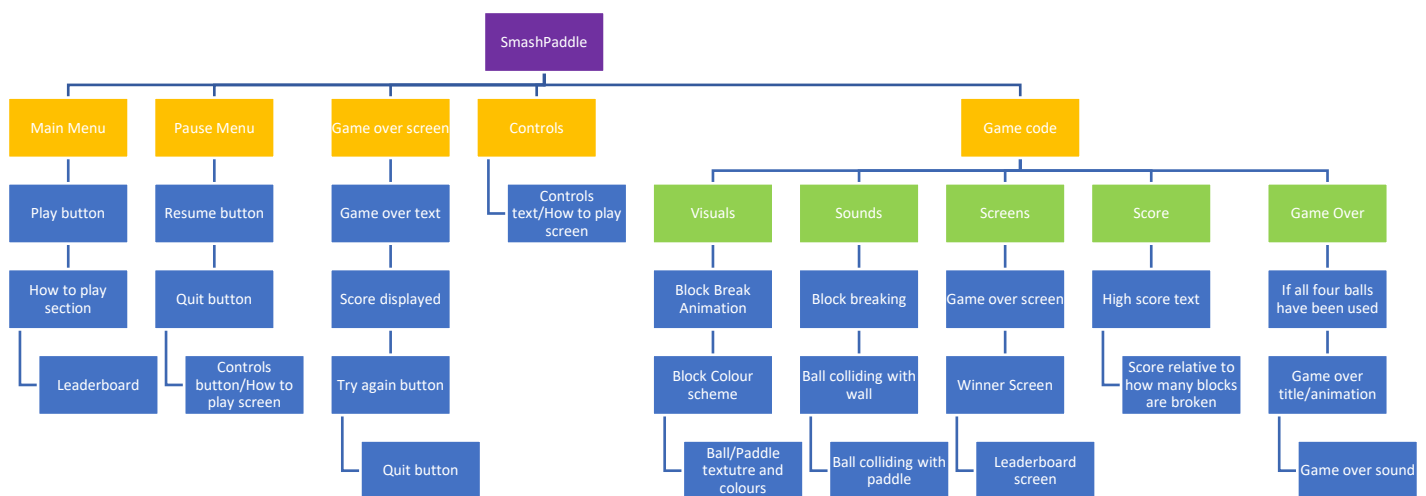 SmashPaddle
Main Menu
Pause Menu
Game over screen
Controls
Game code
Play button
Resume button
Game over text
Controls
text/How to play
screen
Visuals
Sounds
Screens
Score
Game Over
How to play
section
Quit button
Score displayed
Block Break
Animation
Block breaking
Game over screen
High score text
If all four balls
have been used
Leaderboard
Controls
button/How to
play screen
Try again button
Block Colour
scheme
Ball colliding with
wall
Winner Screen
Score relative to
how many blocks
are broken
Game over
title/animation
Quit button
Ball/Paddle
textutre and
colours
Ball colliding with
paddle
Leaderboard
screen
Game over sound